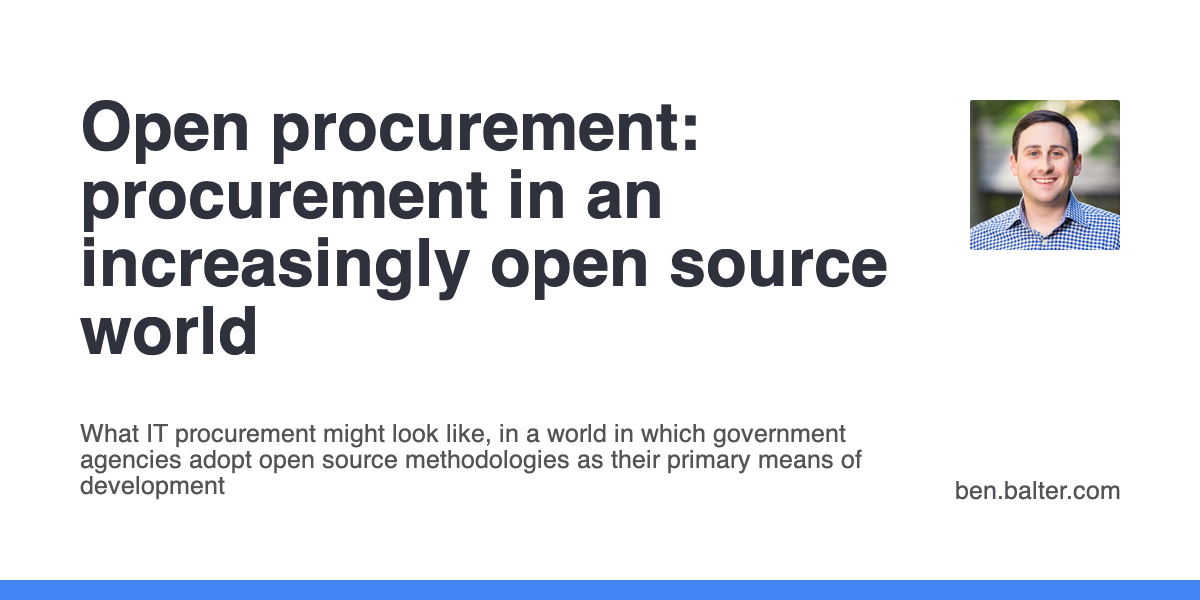 Open procurement:
procurement in an
increasingly open source
world
What IT procurement might look like, in a world in which government
agencies adopt open source methodologies as their primary means of
development
ben.balter.com